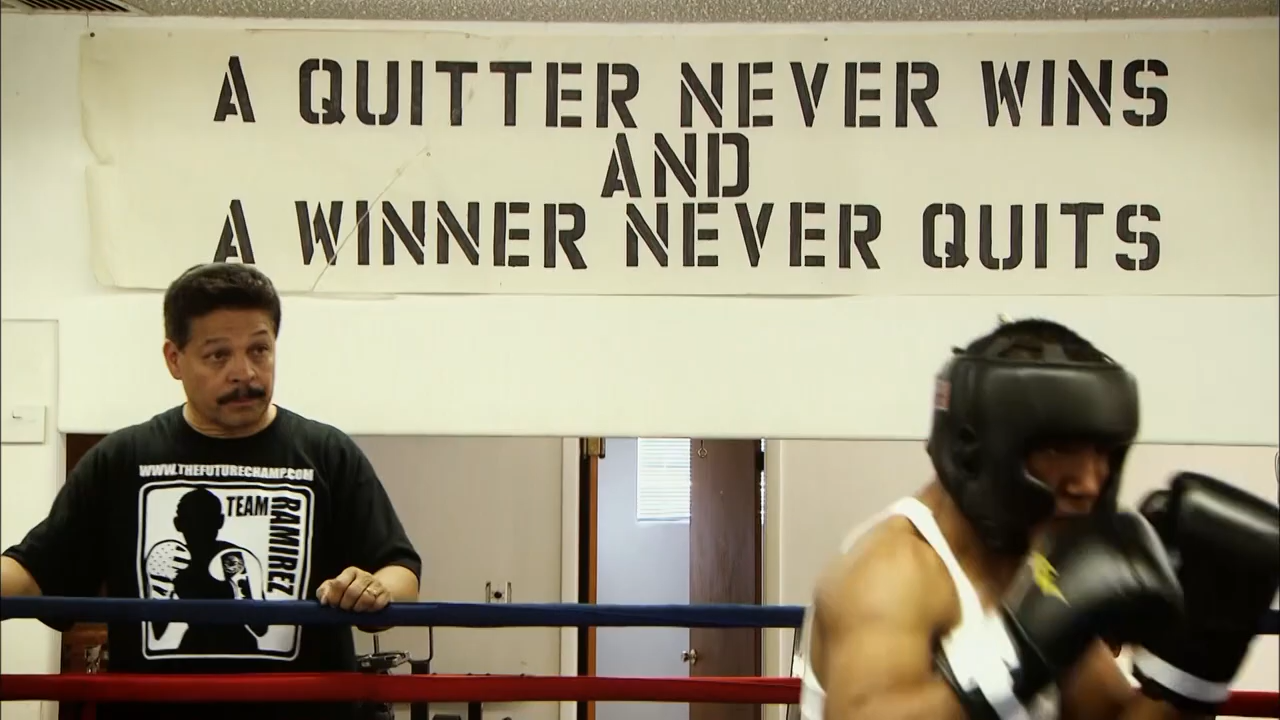 A QUITTER NEVER WINS
AND
A WINNER NEVER QUITS
WWW.THEFUTURECHAMP.COM
TEAM
RAMIREZ